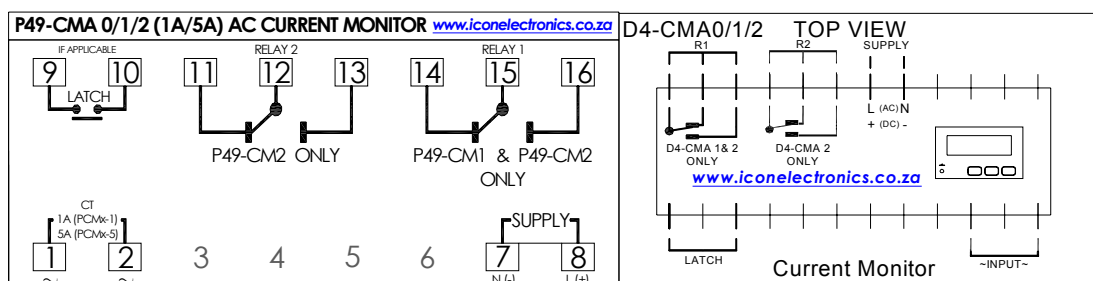 P49-CMA 0/1/2 (1A/5A) AC CURRENT MONITOR www.iconelectronics.co.za
IF APPLICABLE
RELAY 2
RELAY 1
9 10 11 12 13 14 15 16
LATCH
P49-CM2 ONLY
P49-CM1 & P49-CM2
ONLY
CT
1A (PCMx-1)
5A (PCMx-5)
SUPPLY
1 2 3 4 5 6 7 8
N (-) L (+)
D4-CMA0/1/2 TOP VIEW
R1 R2 SUPPLY
L (AC) N
+ (DC) -
D4-CMA 1& 2
ONLY
D4-CMA 2
ONLY
www.iconelectronics.co.za
LATCH
Current Monitor
~INPUT~